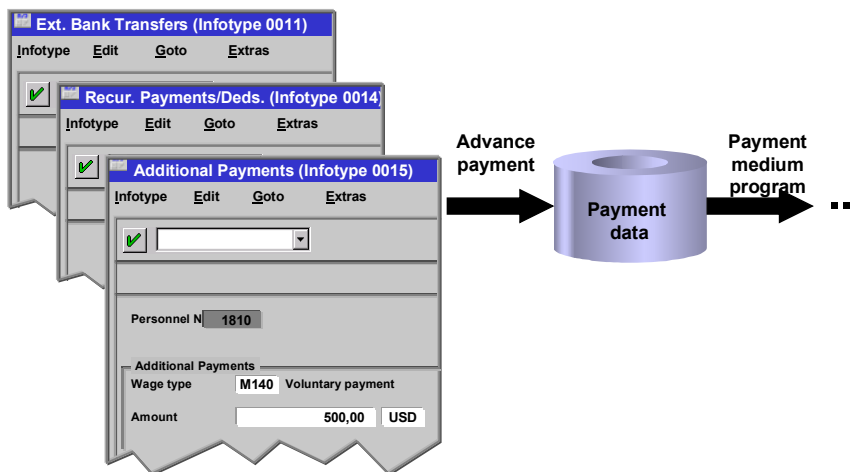 Ext. Bank Transfers (Infotype 0011)
Infotype Edit Goto Extras
Recur. Payments/Deds. (Infotype 0014)
Infotype Edit Goto Extras
Additional Payments (Infotype 0015)
Infotype Edit Goto Extras
Personnel N 1810
Additional Payments
Wage type M140 Voluntary payment
Amount 500,00 USD
Advance
payment
Payment
data
Payment
medium
program